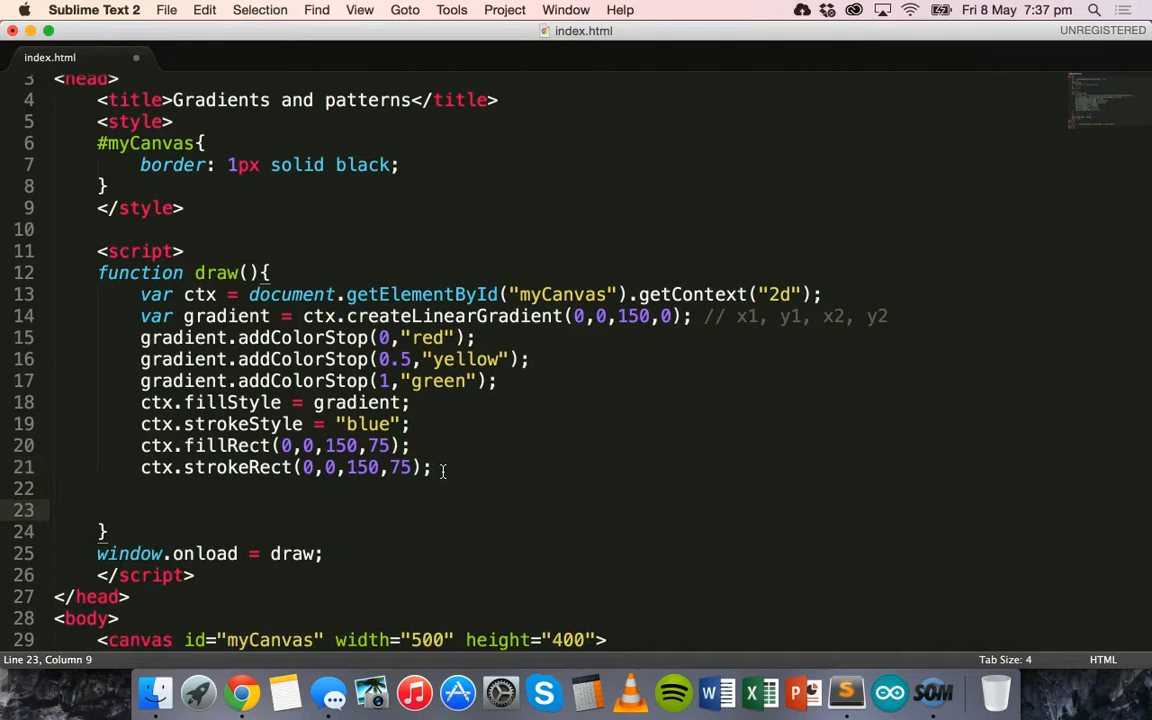 Sublime Text 2 File Edit Selection Find View Goto Tools Project Window Help Fri 8 May 7:37 pm
index.html UNREGISTERED
index.html
3 <head>
4 <title>Gradients and patterns</title>
5 <style>
6 #myCanvas{
7 border: 1px solid black;
8 }
9 </style>
10
11 <script>
12 function draw(){
13 var ctx = document.getElementById("myCanvas").getContext("2d");
14 var gradient = ctx.createLinearGradient(0,0,150,0); // x1, y1, x2, y2
15 gradient.addColorStop(0,"red");
16 gradient.addColorStop(0.5,"yellow");
17 gradient.addColorStop(1,"green");
18 ctx.fillStyle = gradient;
19 ctx.strokeStyle = "blue";
20 ctx.fillRect(0,0,150,75);
21 ctx.strokeRect(0,0,150,75);
22
23
24 }
25 window.onload = draw;
26 </script>
27 </head>
28 <body>
29 <canvas id="myCanvas" width="500" height="400">
Line 23, Column 9 Tab Size: 4 HTML
SOM